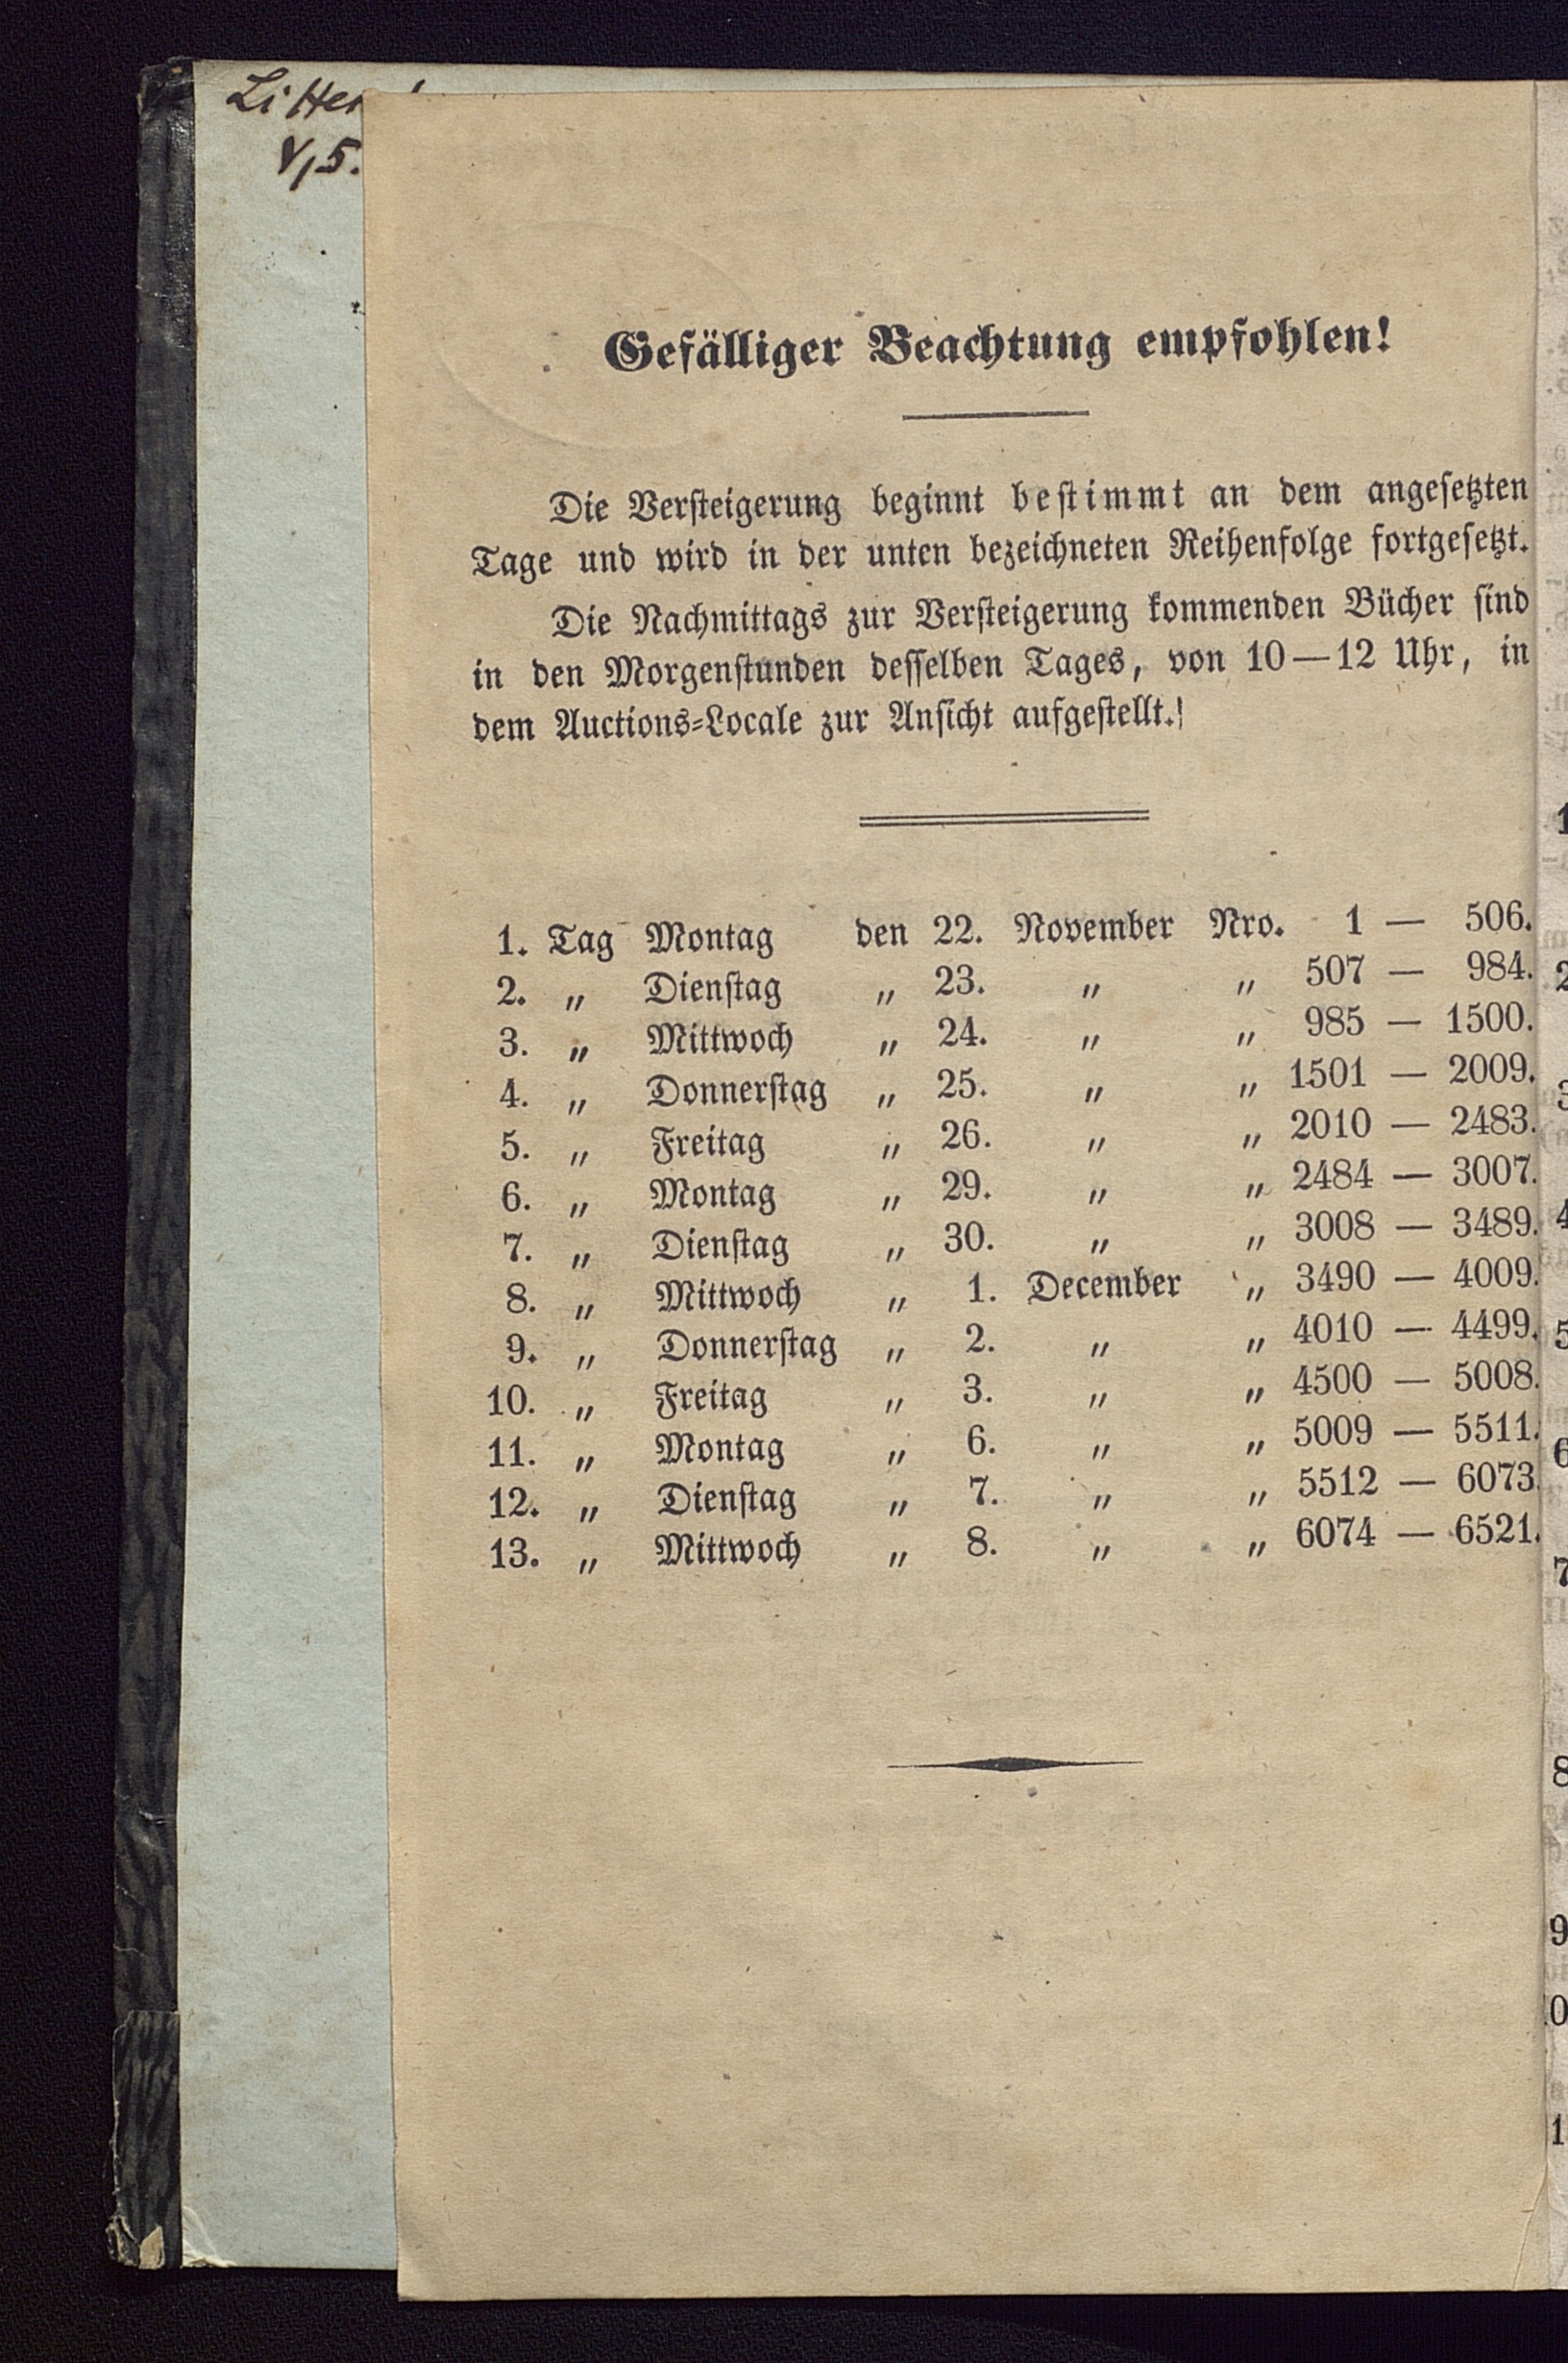 V,5.
Gefälliger Beachtung empfohlen!
Die Versteigerung beginnt bestimmt an dem angesetzten
Tage und wird in der unten bezeichneten Reihenfolge fortgesetzt.
Die Nachmittags zur Versteigerung kommenden Bücher sind
in den Morgenstunden desselben Tages, von 10—12 Uhr, in
dem Auctions-Locale zur Ansicht aufgestellt.
1. Tag Montag den 22. November Nro. 1 — 506.
2. „ Dienstag „ 23. „ „ 507 — 984.
3. „ Mittwoch „ 24. „ „ 985 — 1500.
4. „ Donnerstag „ 25. „ „ 1501 — 2009.
5. „ Freitag „ 26. „ „ 2010 — 2483.
6. „ Montag „ 29. „ „ 2484 — 3007.
7. „ Dienstag „ 30. „ „ 3008 — 3489.
8. „ Mittwoch „ 1. December „ 3490 — 4009.
9. „ Donnerstag „ 2. „ „ 4010 — 4499.
10. „ Freitag „ 3. „ „ 4500 — 5008.
11. „ Montag „ 6. „ „ 5009 — 5511.
12. „ Dienstag „ 7. „ „ 5512 — 6073.
13. „ Mittwoch „ 8. „ „ 6074 — 6521.